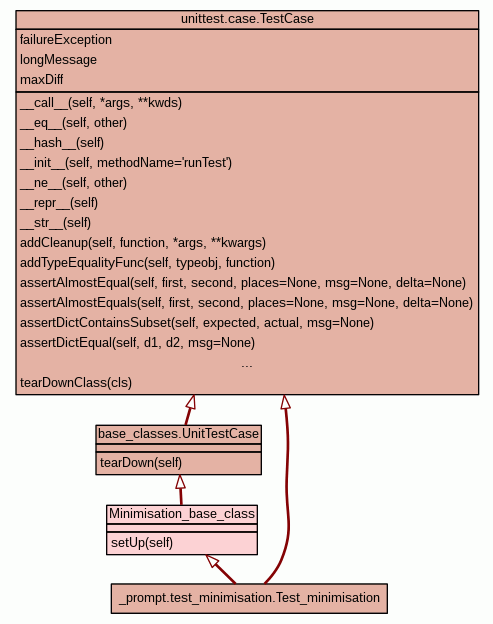 unittest.case.TestCase
failureException
longMessage
maxDiff
__call__(self, *args, **kwds)
__eq__(self, other)
__hash__(self)
__init__(self, methodName='runTest')
__ne__(self, other)
__repr__(self)
__str__(self)
addCleanup(self, function, *args, **kwargs)
addTypeEqualityFunc(self, typeobj, function)
assertAlmostEqual(self, first, second, places=None, msg=None, delta=None)
assertAlmostEquals(self, first, second, places=None, msg=None, delta=None)
assertDictContainsSubset(self, expected, actual, msg=None)
assertDictEqual(self, d1, d2, msg=None)
...
tearDownClass(cls)
base_classes.UnitTestCase
tearDown(self)
Minimisation_base_class
setUp(self)
_prompt.test_minimisation.Test_minimisation